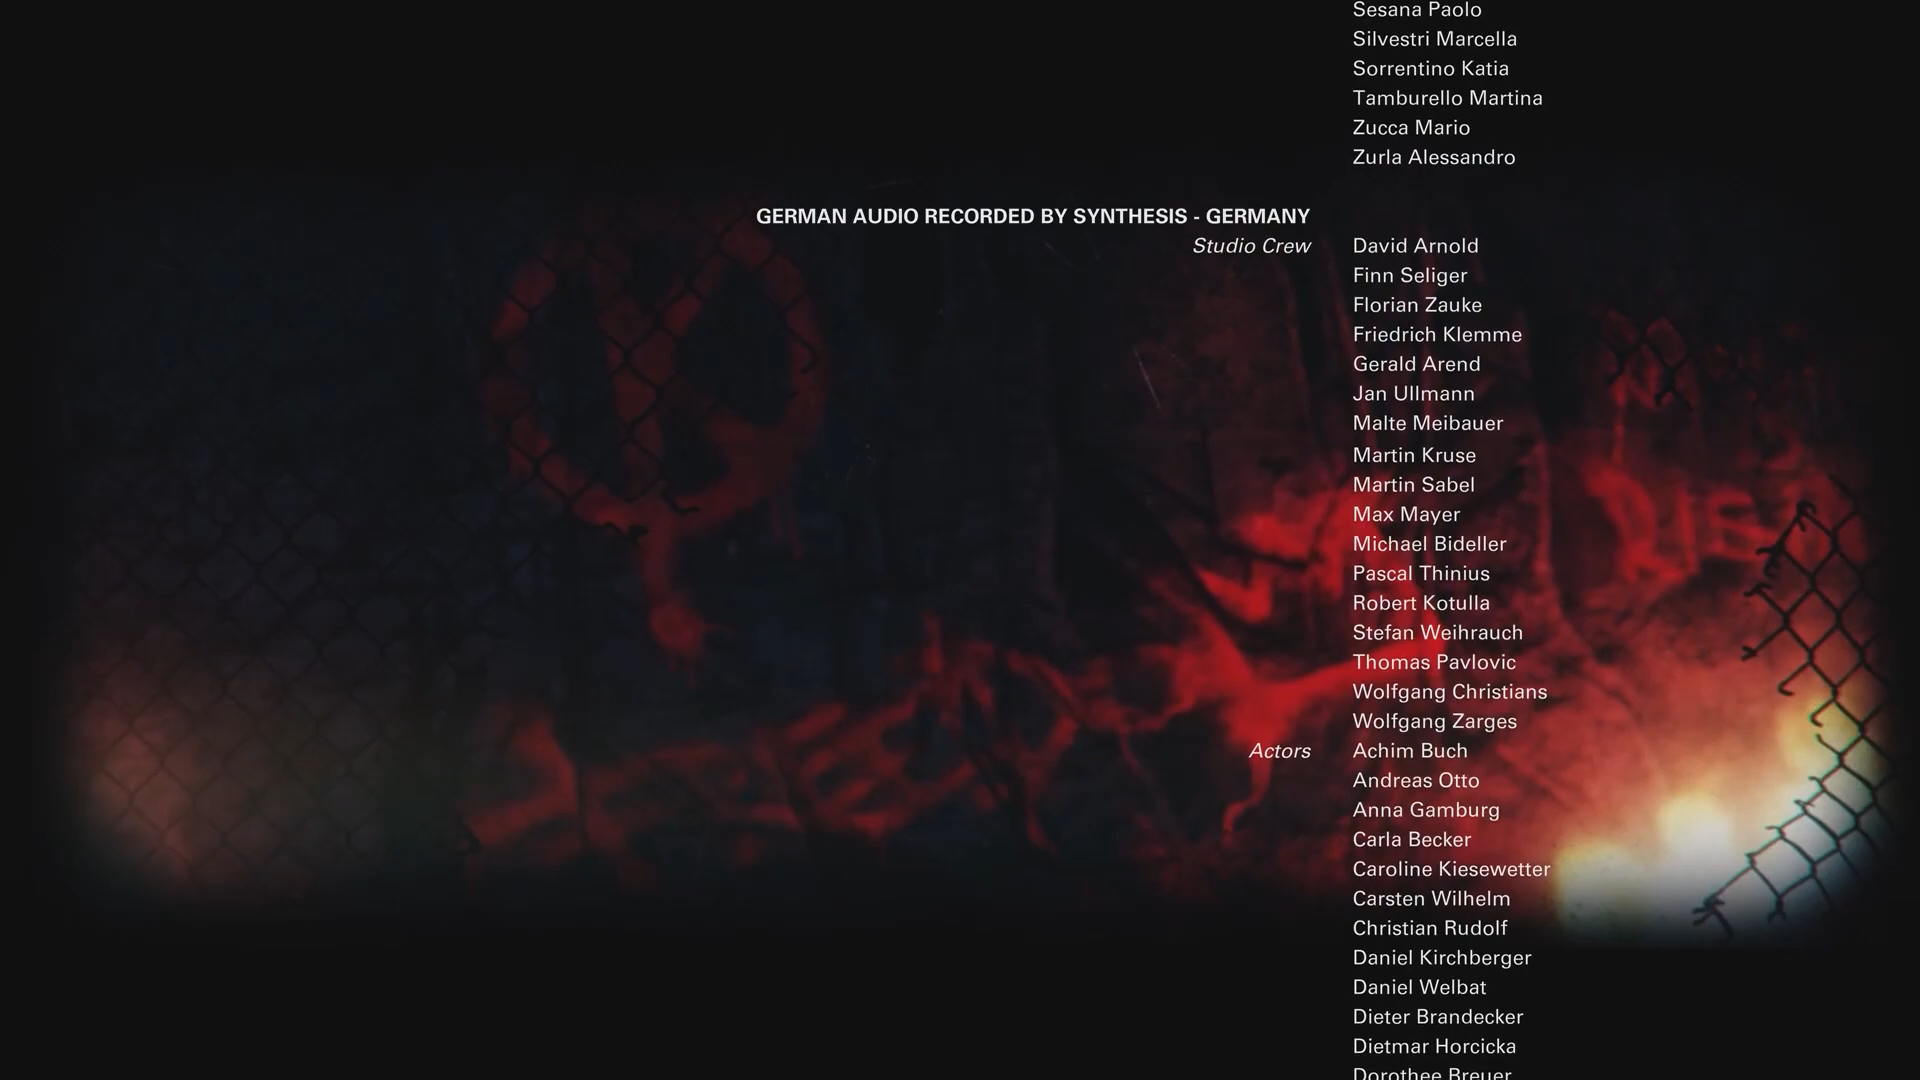 Sesana Paolo
Silvestri Marcella
Sorrentino Katia
Tamburello Martina
Zucca Mario
Zurla Alessandro
GERMAN AUDIO RECORDED BY SYNTHESIS - GERMANY
Studio Crew David Arnold
Finn Seliger
Florian Zauke
Friedrich Klemme
Gerald Arend
Jan Ullmann
Malte Meibauer
Martin Kruse
Martin Sabel
Max Mayer
Michael Bideller
Pascal Thinius
Robert Kotulla
Stefan Weihrauch
Thomas Pavlovic
Wolfgang Christians
Wolfgang Zarges
Actors Achim Buch
Andreas Otto
Anna Gamburg
Carla Becker
Caroline Kiesewetter
Carsten Wilhelm
Christian Rudolf
Daniel Kirchberger
Daniel Welbat
Dieter Brandecker
Dietmar Horcicka
Dorothee Breuer